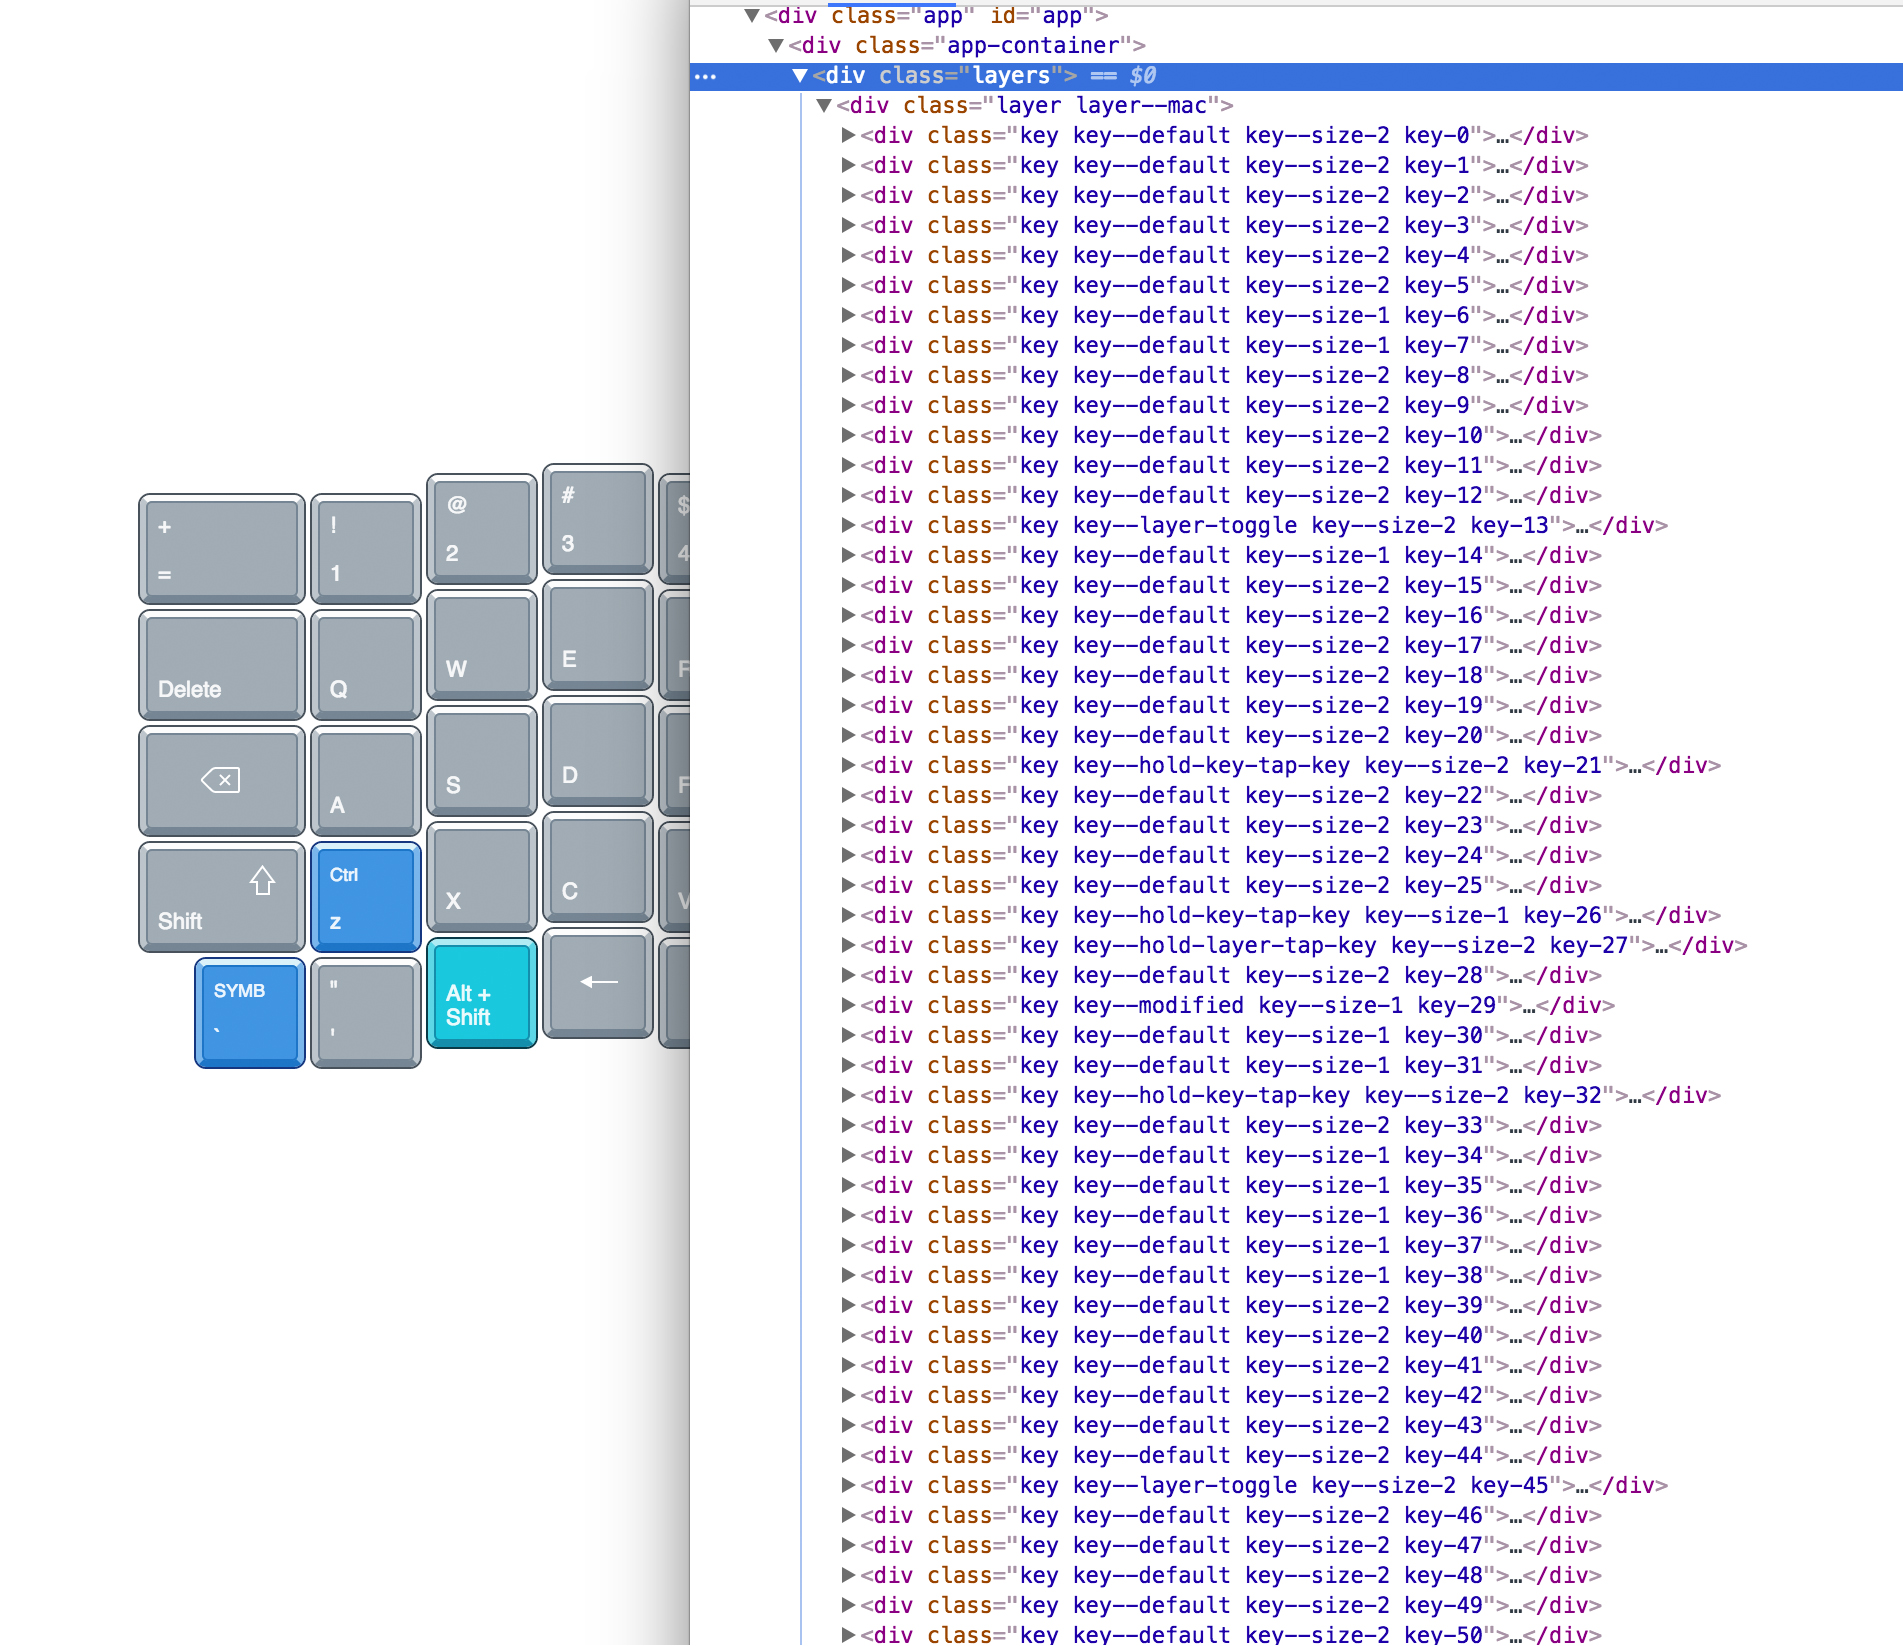 +
=
!
1
@
2
#
3
$
4
Delete
Q
W
E
A
S
D
Shift
Ctrl
z
X
C
V
SYMB
`
"
'
Alt +
Shift
<div class="app" id="app">
<div class="app-container">
… <div class="layers"> == $0
<div class="layer layer--mac">
<div class="key key--default key--size-2 key-0">…</div>
<div class="key key--default key--size-2 key-1">…</div>
<div class="key key--default key--size-2 key-2">…</div>
<div class="key key--default key--size-2 key-3">…</div>
<div class="key key--default key--size-2 key-4">…</div>
<div class="key key--default key--size-2 key-5">…</div>
<div class="key key--default key--size-1 key-6">…</div>
<div class="key key--default key--size-1 key-7">…</div>
<div class="key key--default key--size-2 key-8">…</div>
<div class="key key--default key--size-2 key-9">…</div>
<div class="key key--default key--size-2 key-10">…</div>
<div class="key key--default key--size-2 key-11">…</div>
<div class="key key--default key--size-2 key-12">…</div>
<div class="key key--layer-toggle key--size-2 key-13">…</div>
<div class="key key--default key--size-1 key-14">…</div>
<div class="key key--default key--size-2 key-15">…</div>
<div class="key key--default key--size-2 key-16">…</div>
<div class="key key--default key--size-2 key-17">…</div>
<div class="key key--default key--size-2 key-18">…</div>
<div class="key key--default key--size-2 key-19">…</div>
<div class="key key--default key--size-2 key-20">…</div>
<div class="key key--hold-key-tap-key key--size-2 key-21">…</div>
<div class="key key--default key--size-2 key-22">…</div>
<div class="key key--default key--size-2 key-23">…</div>
<div class="key key--default key--size-2 key-24">…</div>
<div class="key key--default key--size-2 key-25">…</div>
<div class="key key--hold-key-tap-key key--size-1 key-26">…</div>
<div class="key key--hold-layer-tap-key key--size-2 key-27">…</div>
<div class="key key--default key--size-2 key-28">…</div>
<div class="key key--modified key--size-1 key-29">…</div>
<div class="key key--default key--size-1 key-30">…</div>
<div class="key key--default key--size-1 key-31">…</div>
<div class="key key--hold-key-tap-key key--size-2 key-32">…</div>
<div class="key key--default key--size-2 key-33">…</div>
<div class="key key--default key--size-1 key-34">…</div>
<div class="key key--default key--size-1 key-35">…</div>
<div class="key key--default key--size-1 key-36">…</div>
<div class="key key--default key--size-1 key-37">…</div>
<div class="key key--default key--size-1 key-38">…</div>
<div class="key key--default key--size-2 key-39">…</div>
<div class="key key--default key--size-2 key-40">…</div>
<div class="key key--default key--size-2 key-41">…</div>
<div class="key key--default key--size-2 key-42">…</div>
<div class="key key--default key--size-2 key-43">…</div>
<div class="key key--default key--size-2 key-44">…</div>
<div class="key key--layer-toggle key--size-2 key-45">…</div>
<div class="key key--default key--size-2 key-46">…</div>
<div class="key key--default key--size-2 key-47">…</div>
<div class="key key--default key--size-2 key-48">…</div>
<div class="key key--default key--size-2 key-49">…</div>
<div class="key key--default key--size-2 key-50">…</div>